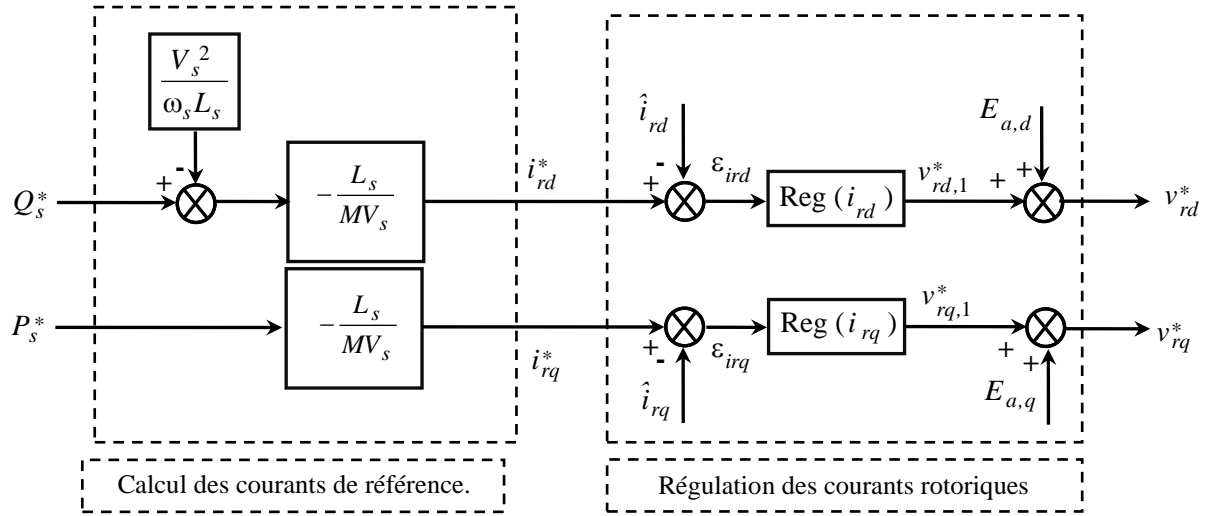 V_s^2 / ω_s L_s
Q_s^*
+
-
-L_s / MV_s
i_rd^*
î_rd
-
+
ε_ird
Reg (i_rd)
v_rd,1^*
+
E_a,d
+
v_rd^*
P_s^*
-L_s / MV_s
i_rq^*
+
-
î_rq
ε_irq
Reg (i_rq)
v_rq,1^*
+
+
E_a,q
v_rq^*
Calcul des courants de référence.
Régulation des courants rotoriques